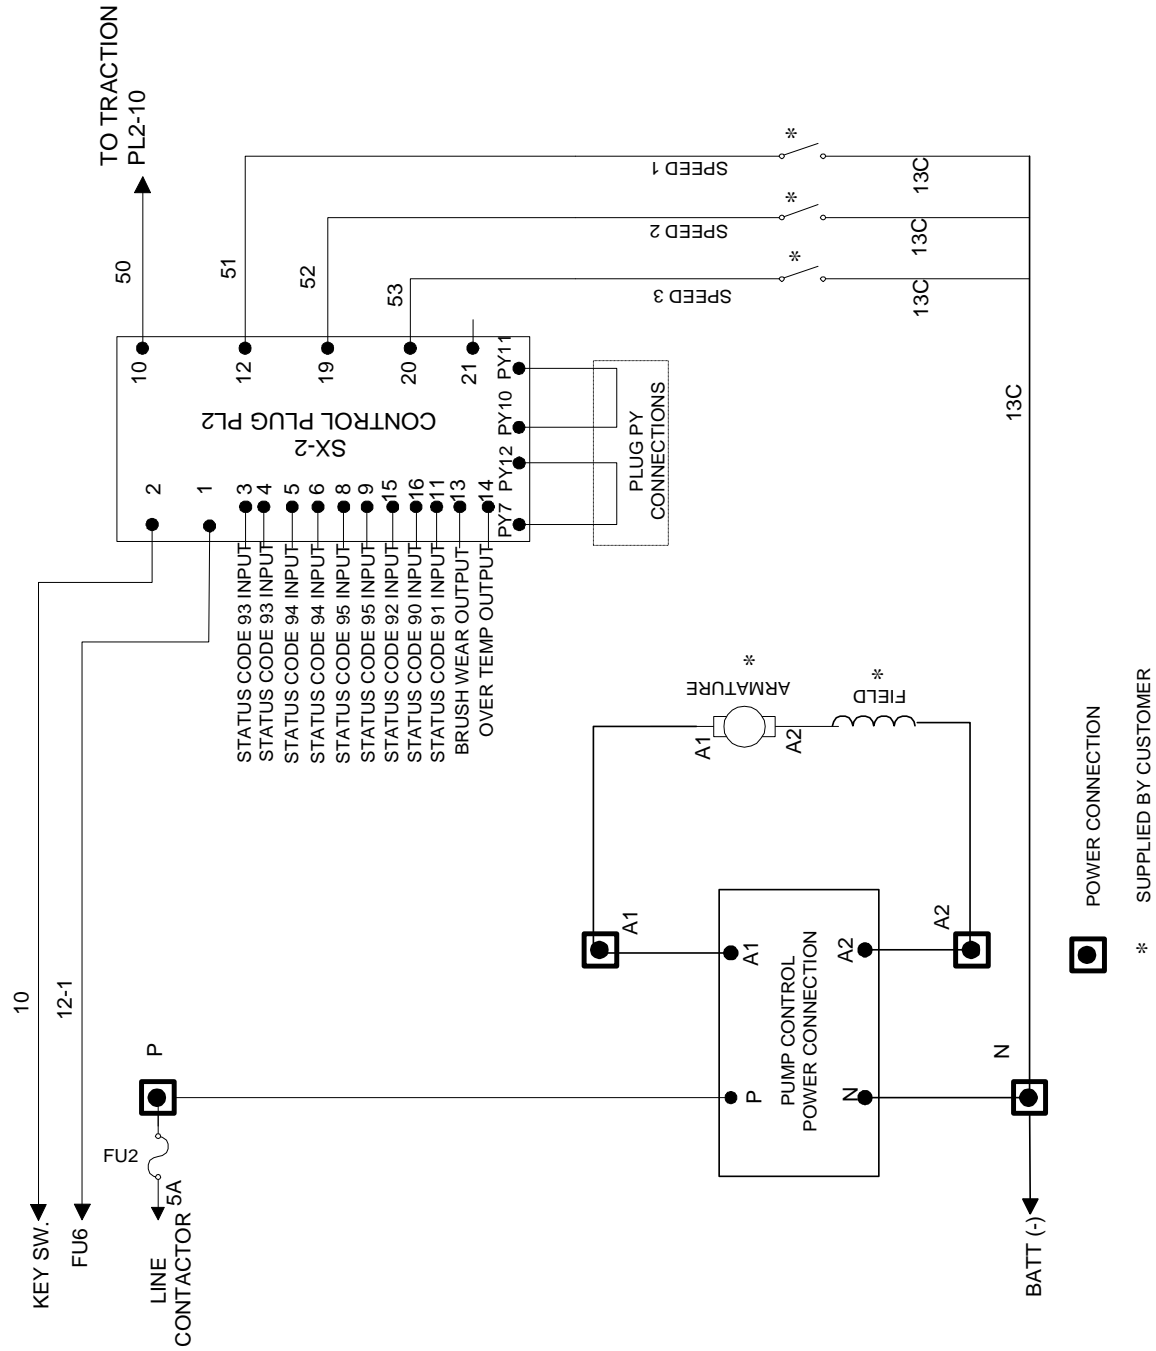 TO TRACTION
PL2-10
50
51
52
53
10
12
19
20
21
SX-2
CONTROL PLUG PL2
2
1
3
4
5
6
8
9
15
16
11
13
14
PY7
PY12
PY10
PY11
PLUG PY
CONNECTIONS
STATUS CODE 93 INPUT
STATUS CODE 93 INPUT
STATUS CODE 94 INPUT
STATUS CODE 94 INPUT
STATUS CODE 95 INPUT
STATUS CODE 95 INPUT
STATUS CODE 92 INPUT
STATUS CODE 90 INPUT
STATUS CODE 91 INPUT
BRUSH WEAR OUTPUT
OVER TEMP OUTPUT
SPEED 1
*
13C
SPEED 2
*
13C
SPEED 3
*
13C
13C
10
12-1
KEY SW.
FU6
P
FU2
5A
LINE
CONTACTOR
A1
A2
A1
A2
ARMATURE
*
FIELD
*
A1
A2
P
N
PUMP CONTROL
POWER CONNECTION
N
BATT (-)
POWER CONNECTION
* SUPPLIED BY CUSTOMER